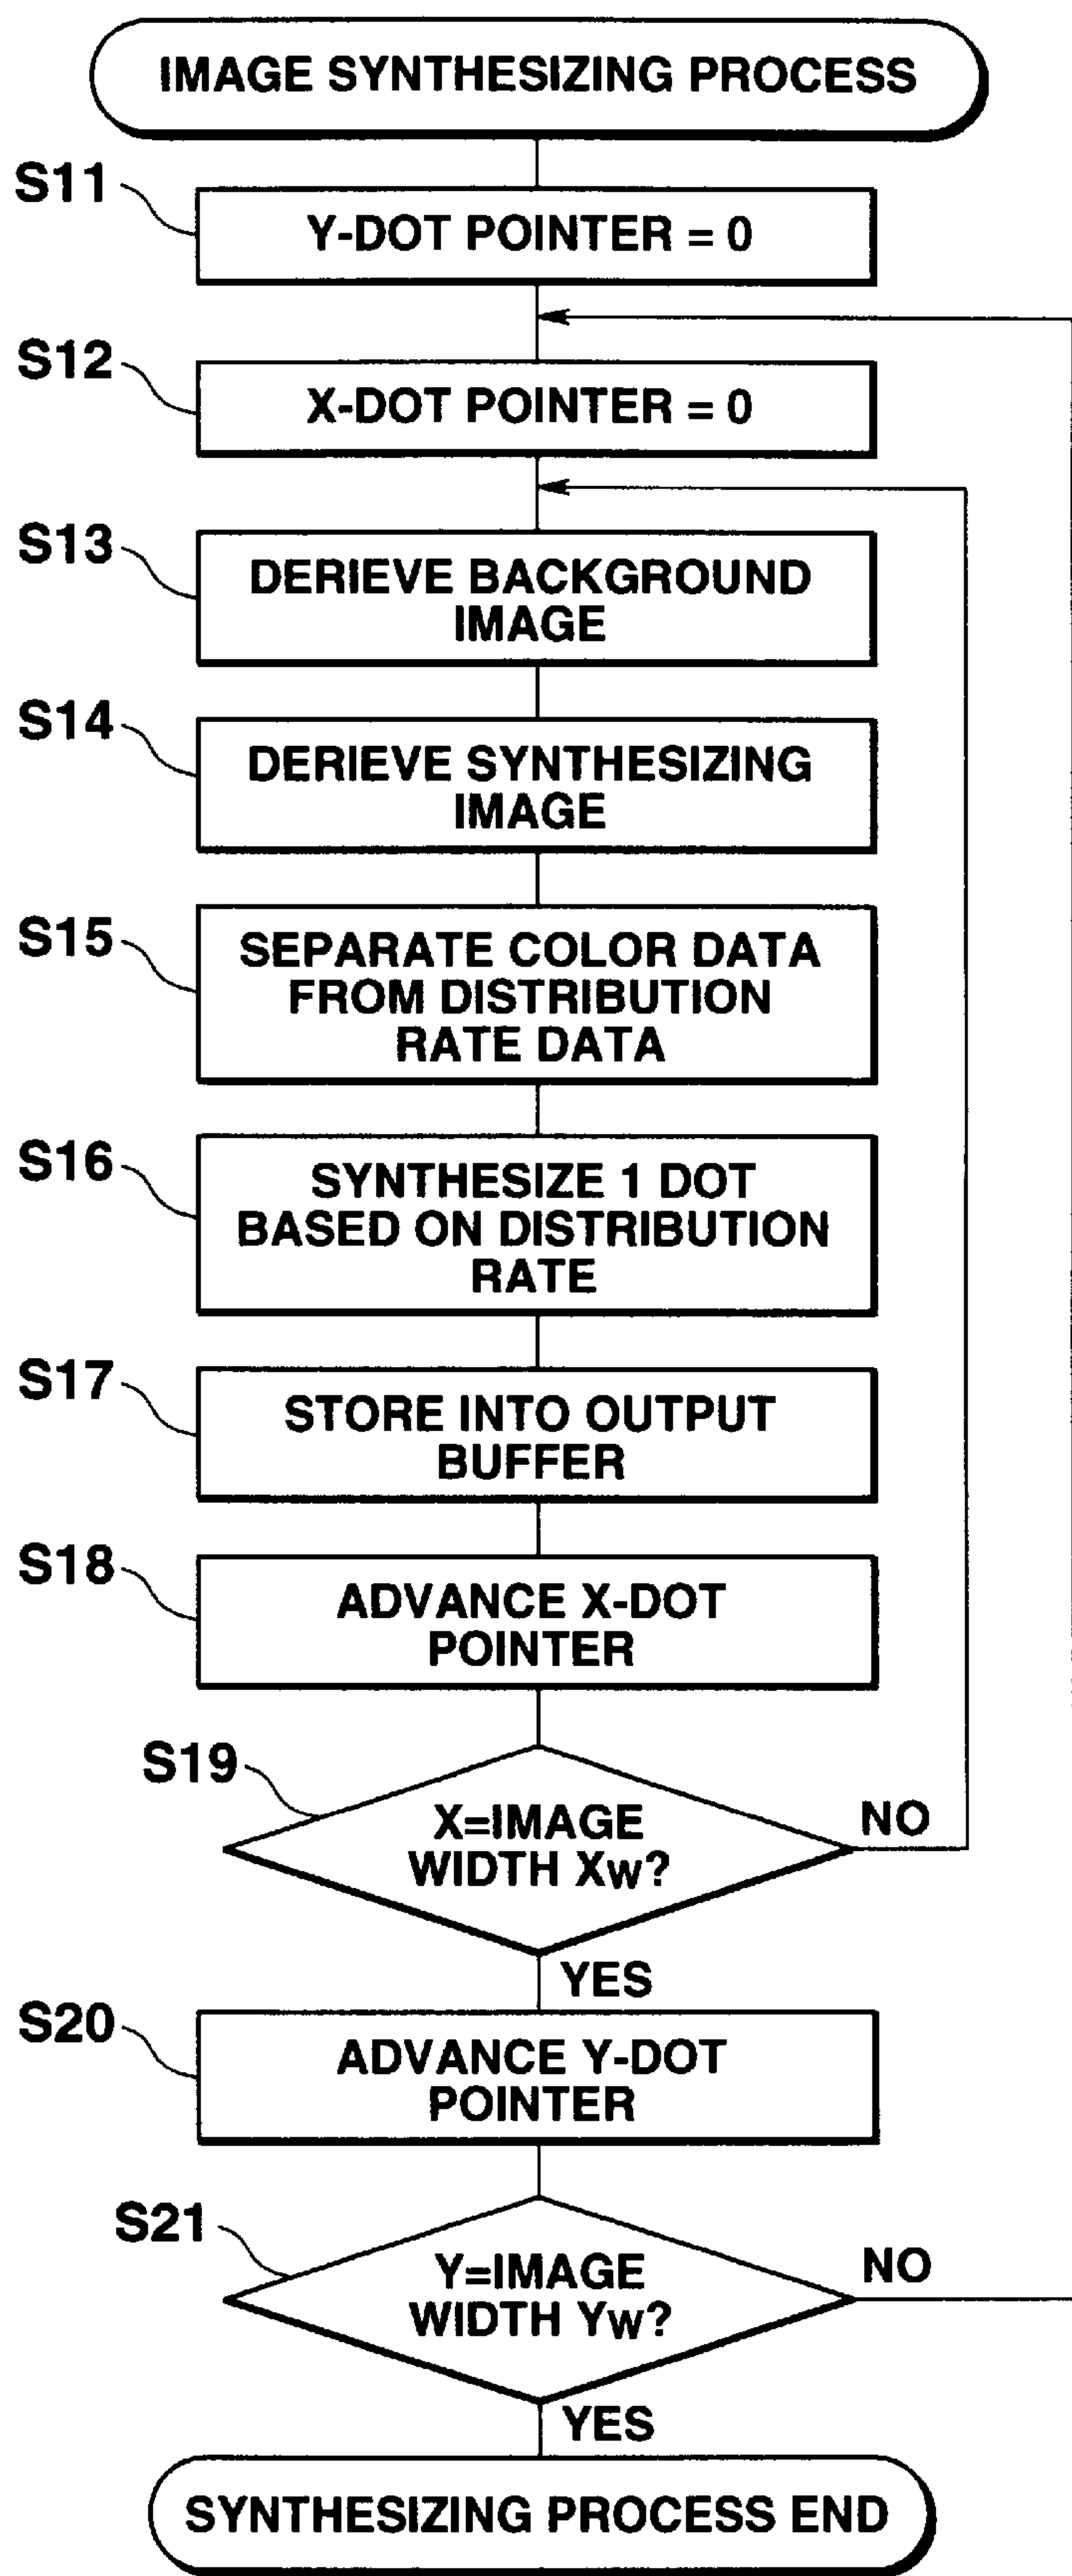 IMAGE SYNTHESIZING PROCESS
S11
Y-DOT POINTER = 0
S12
X-DOT POINTER = 0
S13
DERIEVE BACKGROUND
IMAGE
S14
DERIEVE SYNTHESIZING
IMAGE
S15
SEPARATE COLOR DATA
FROM DISTRIBUTION
RATE DATA
S16
SYNTHESIZE 1 DOT
BASED ON DISTRIBUTION
RATE
S17
STORE INTO OUTPUT
BUFFER
S18
ADVANCE X-DOT
POINTER
S19
X=IMAGE
WIDTH XW?
NO
YES
S20
ADVANCE Y-DOT
POINTER
S21
Y=IMAGE
WIDTH YW?
NO
YES
SYNTHESIZING PROCESS END